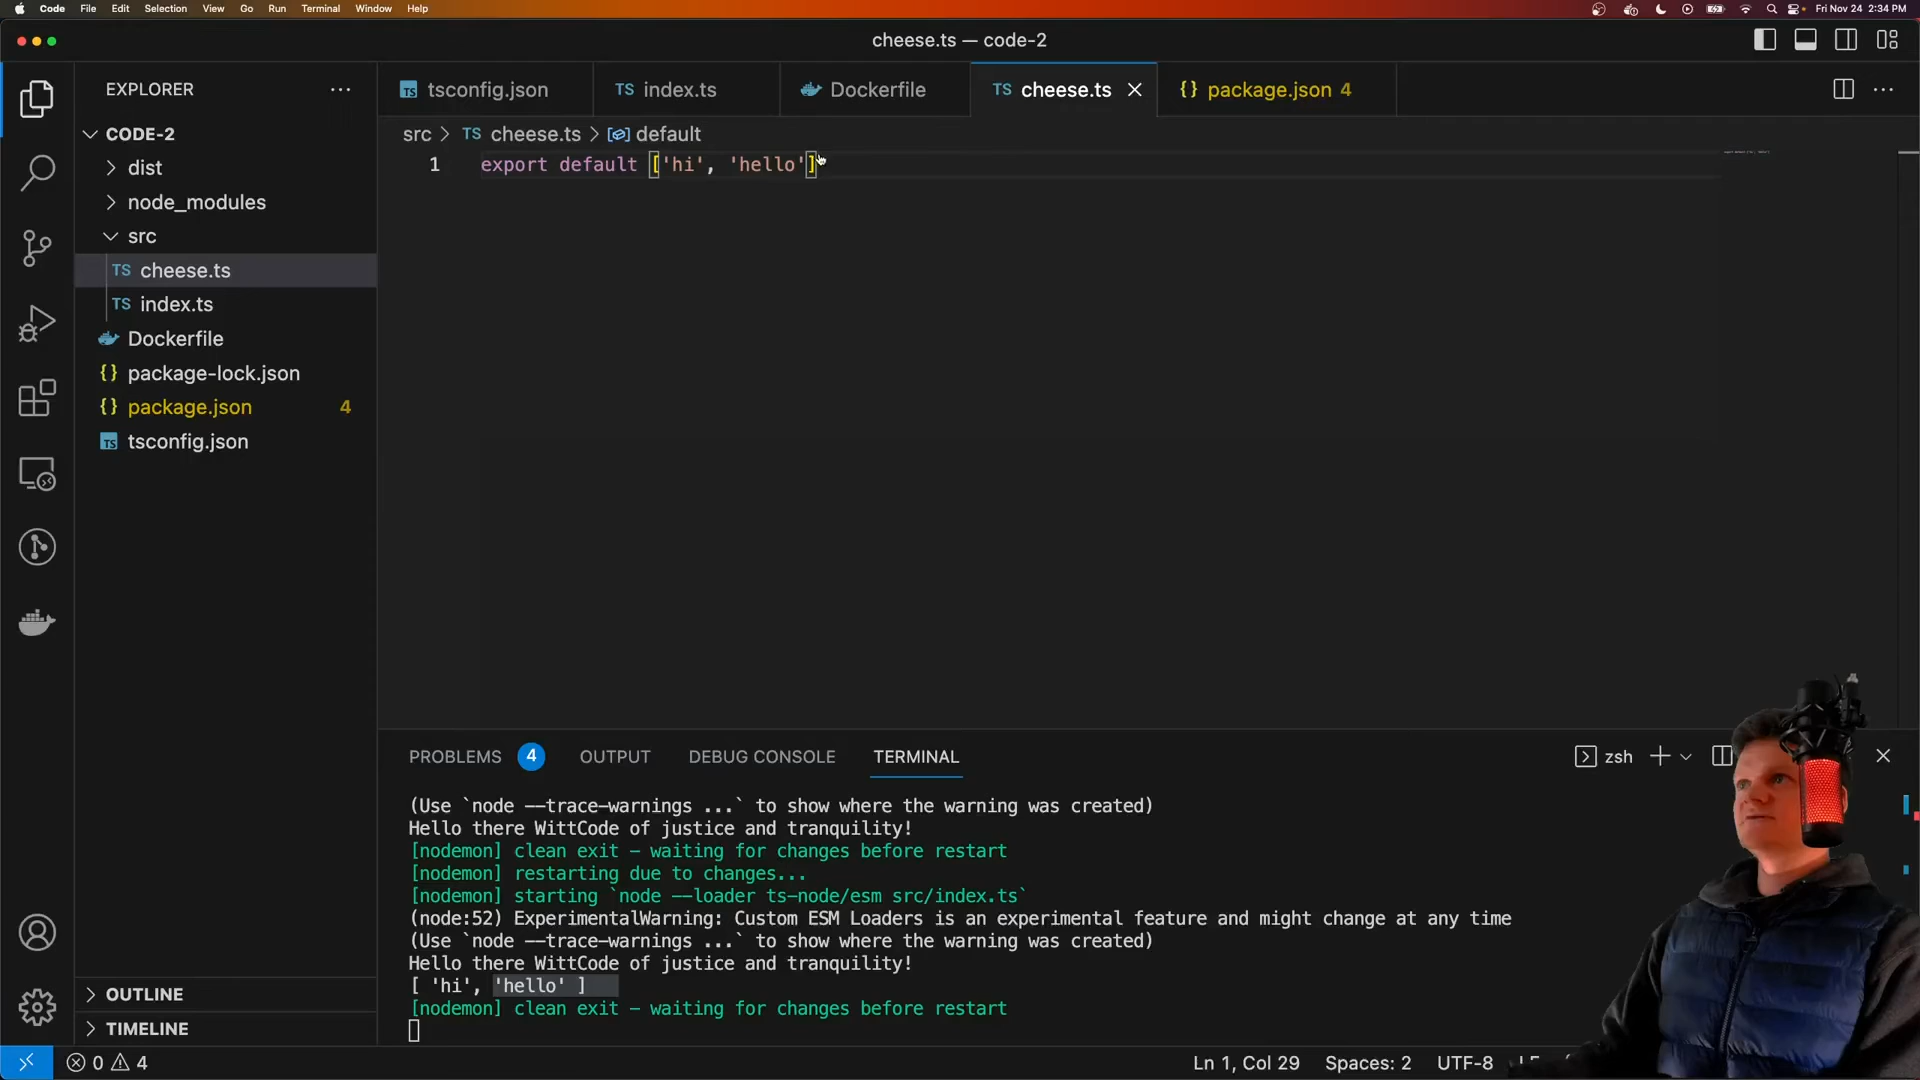 Code File Edit Selection View Go Run Terminal Window Help Fri Nov 24 2:34 PM
cheese.ts — code-2
EXPLORER
CODE-2
dist
node_modules
src
TS cheese.ts
TS index.ts
Dockerfile
{} package-lock.json
{} package.json 4
TS tsconfig.json
OUTLINE
TIMELINE
TS tsconfig.json TS index.ts Dockerfile TS cheese.ts {} package.json 4
src > TS cheese.ts > default
1 export default ['hi', 'hello']
PROBLEMS 4 OUTPUT DEBUG CONSOLE TERMINAL zsh
(Use `node --trace-warnings ...` to show where the warning was created)
Hello there WittCode of justice and tranquility!
[nodemon] clean exit - waiting for changes before restart
[nodemon] restarting due to changes...
[nodemon] starting `node --loader ts-node/esm src/index.ts`
(node:52) ExperimentalWarning: Custom ESM Loaders is an experimental feature and might change at any time
(Use `node --trace-warnings ...` to show where the warning was created)
Hello there WittCode of justice and tranquility!
[ 'hi', 'hello' ]
[nodemon] clean exit - waiting for changes before restart
0 4 Ln 1, Col 29 Spaces: 2 UTF-8